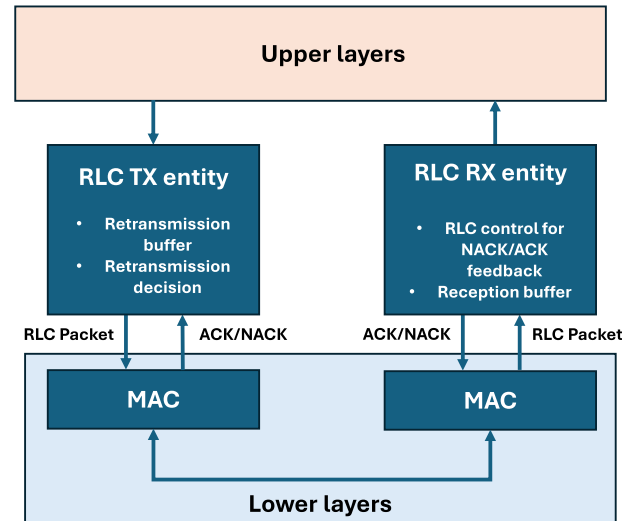 Upper layers
RLC TX entity
• Retransmission
buffer
• Retransmission
decision
RLC RX entity
• RLC control for
NACK/ACK
feedback
• Reception buffer
RLC Packet
ACK/NACK
ACK/NACK
RLC Packet
MAC
MAC
Lower layers